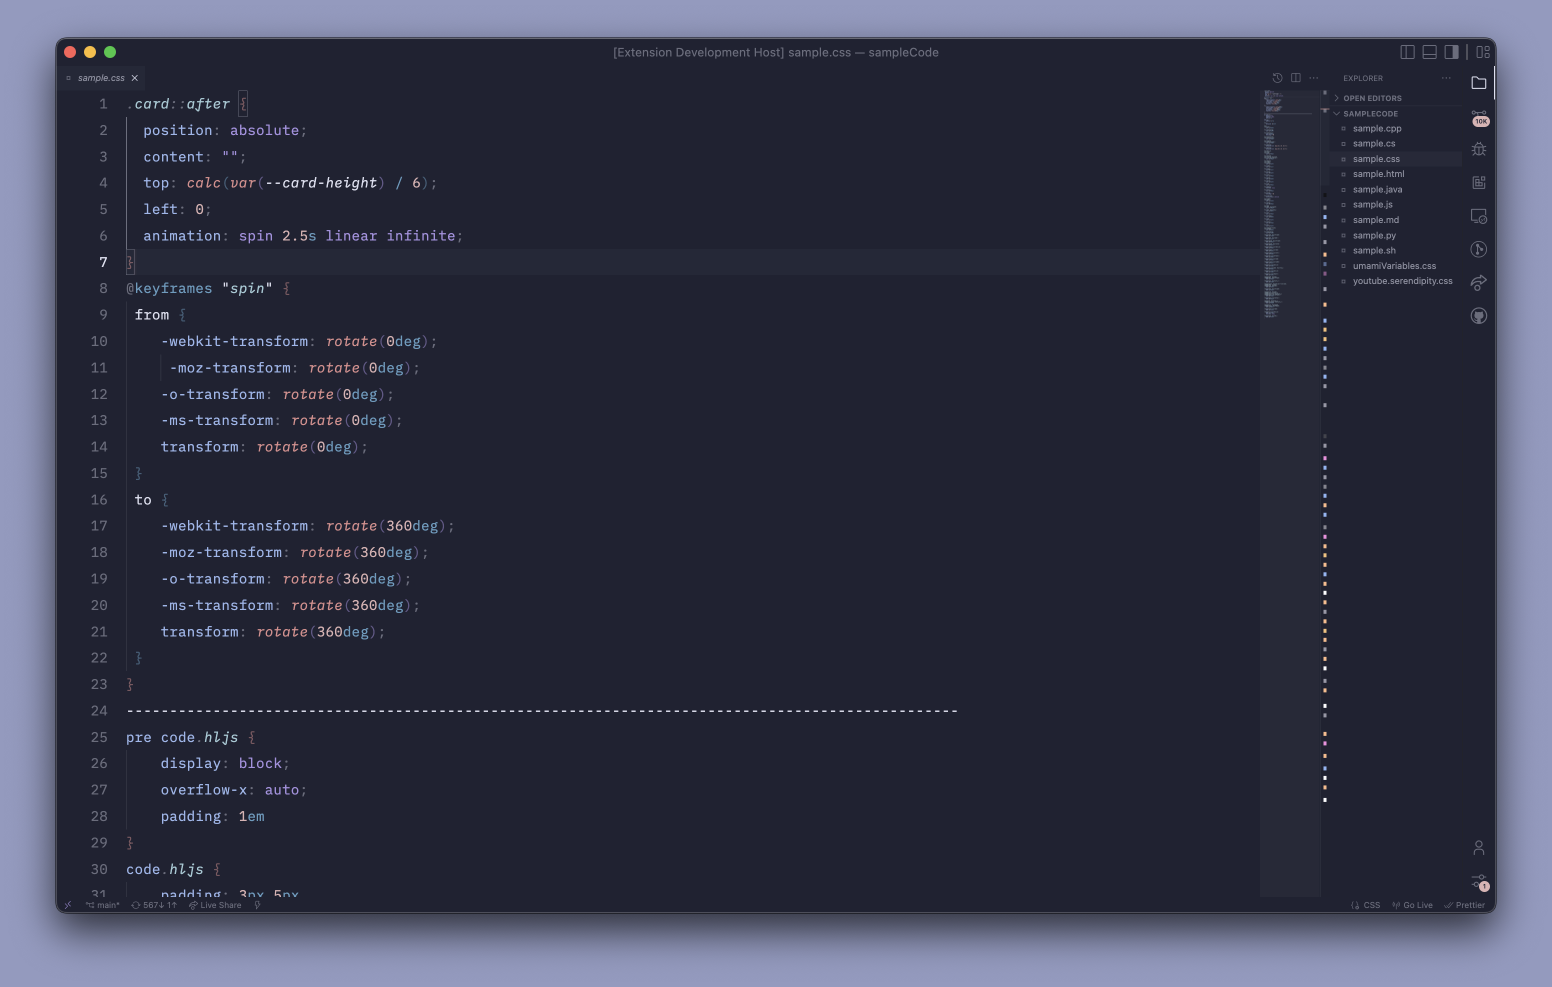 [Extension Development Host] sample.css — sampleCode
sample.css
EXPLORER
OPEN EDITORS
SAMPLECODE
sample.cpp
sample.cs
sample.css
sample.html
sample.java
sample.js
sample.md
sample.py
sample.sh
umamiVariables.css
youtube.serendipity.css
10K
1
1 .card::after {
2 position: absolute;
3 content: "";
4 top: calc(var(--card-height) / 6);
5 left: 0;
6 animation: spin 2.5s linear infinite;
7 }
8 @keyframes "spin" {
9 from {
10 -webkit-transform: rotate(0deg);
11 -moz-transform: rotate(0deg);
12 -o-transform: rotate(0deg);
13 -ms-transform: rotate(0deg);
14 transform: rotate(0deg);
15 }
16 to {
17 -webkit-transform: rotate(360deg);
18 -moz-transform: rotate(360deg);
19 -o-transform: rotate(360deg);
20 -ms-transform: rotate(360deg);
21 transform: rotate(360deg);
22 }
23 }
24 ------------------------------------------------------------------------------------------------
25 pre code.hljs {
26 display: block;
27 overflow-x: auto;
28 padding: 1em
29 }
30 code.hljs {
31 padding: 3px 5px
main* 567↓ 1↑ Live Share
CSS Go Live Prettier